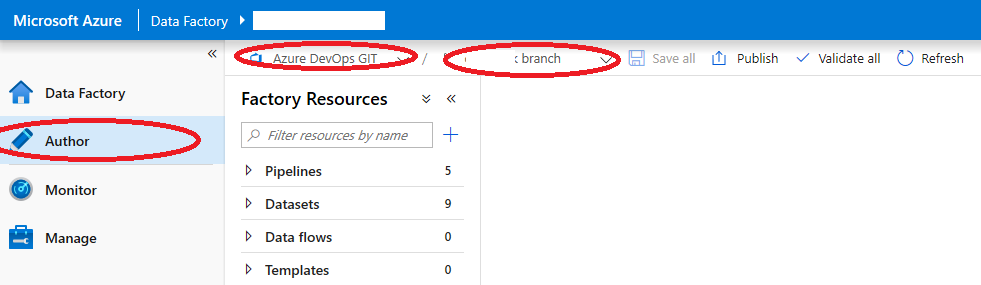 Microsoft Azure Data Factory
Azure DevOps GIT / branch Save all Publish Validate all Refresh
Data Factory
Author
Monitor
Manage
Factory Resources
Filter resources by name
Pipelines 5
Datasets 9
Data flows 0
Templates 0